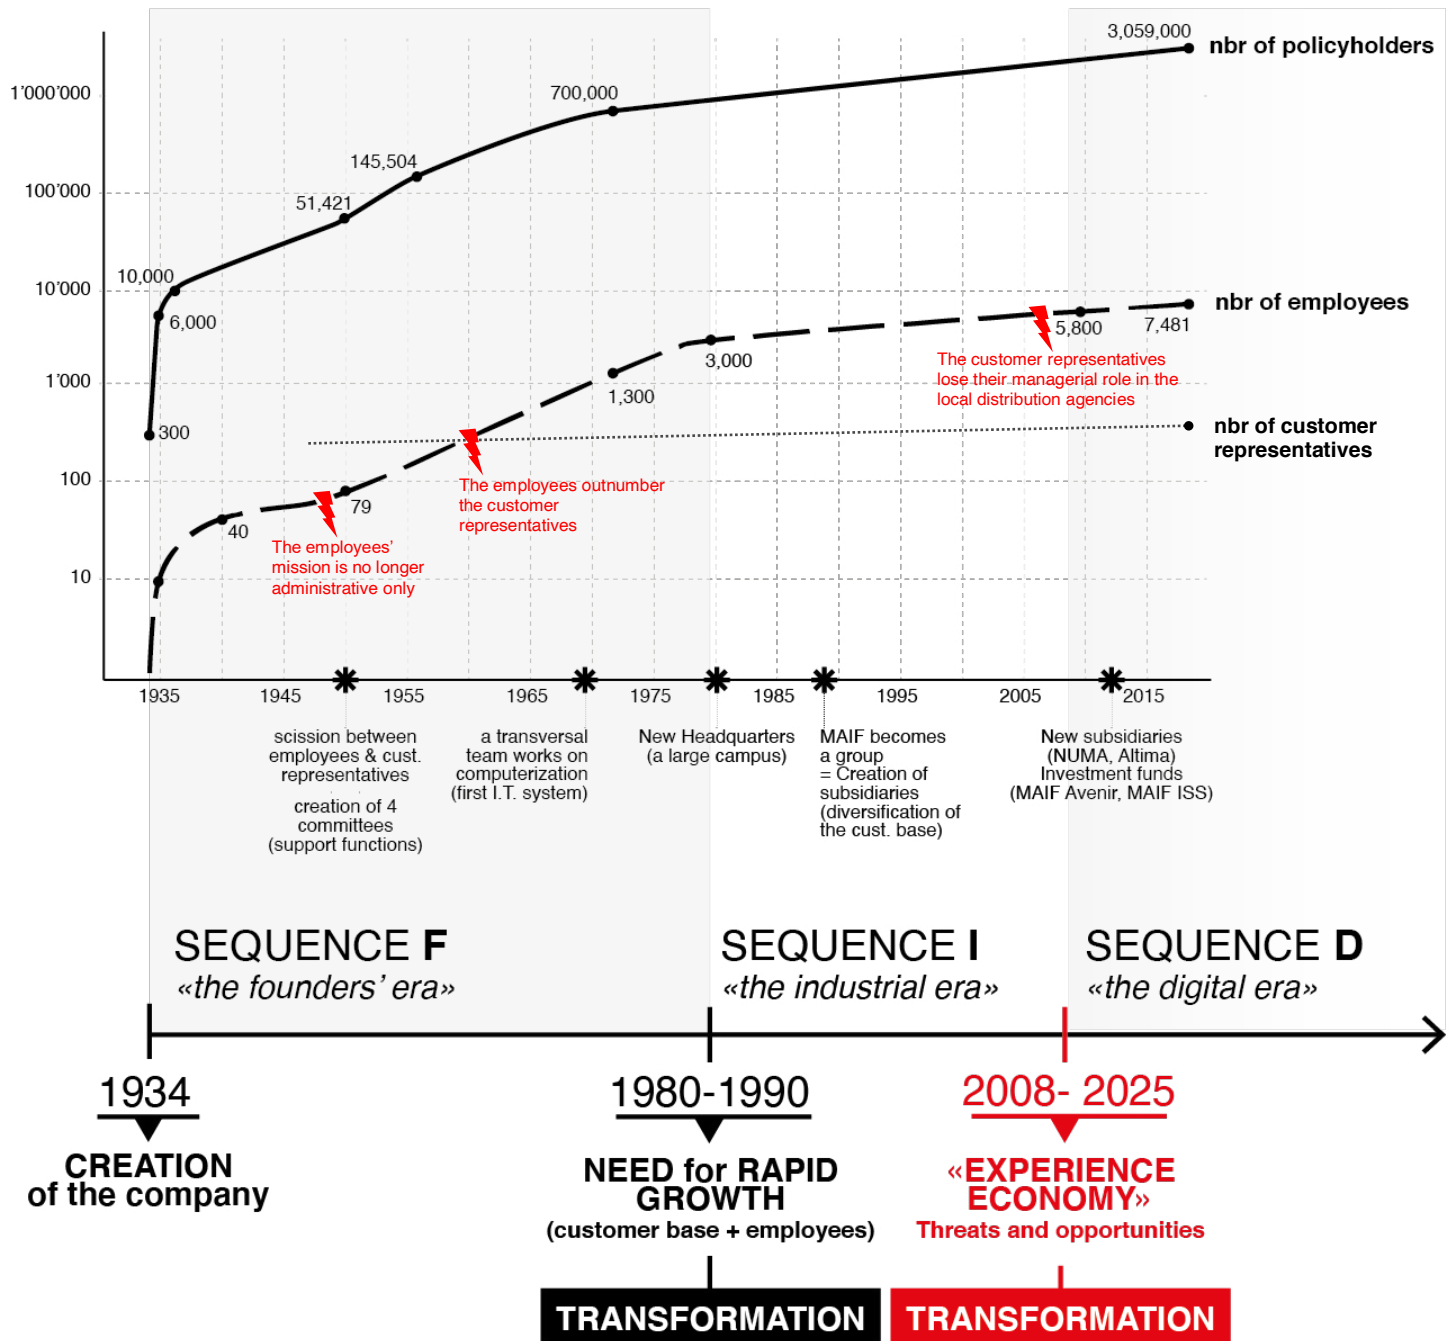 3,059,000
nbr of policyholders
1'000'000
700,000
145,504
100'000
51,421
10,000
10'000
6,000
nbr of employees
5,800
7,481
The customer representatives
lose their managerial role in the
local distribution agencies
3,000
1'000
1,300
300
nbr of customer
representatives
100
79
The employees outnumber
the customer
representatives
40
The employees'
mission is no longer
administrative only
10
1935
1945
1955
1965
1975
1985
1995
2005
2015
scission between
employees & cust.
representatives
creation of 4
committees
(support functions)
a transversal
team works on
computerization
(first I.T. system)
New Headquarters
(a large campus)
MAIF becomes
a group
= Creation of
subsidiaries
(diversification of
the cust. base)
New subsidiaries
(NUMA, Altima)
Investment funds
(MAIF Avenir, MAIF ISS)
SEQUENCE F
«the founders' era»
SEQUENCE I
«the industrial era»
SEQUENCE D
«the digital era»
1934
CREATION
of the company
1980-1990
NEED for RAPID
GROWTH
(customer base + employees)
TRANSFORMATION
2008- 2025
«EXPERIENCE
ECONOMY»
Threats and opportunities
TRANSFORMATION